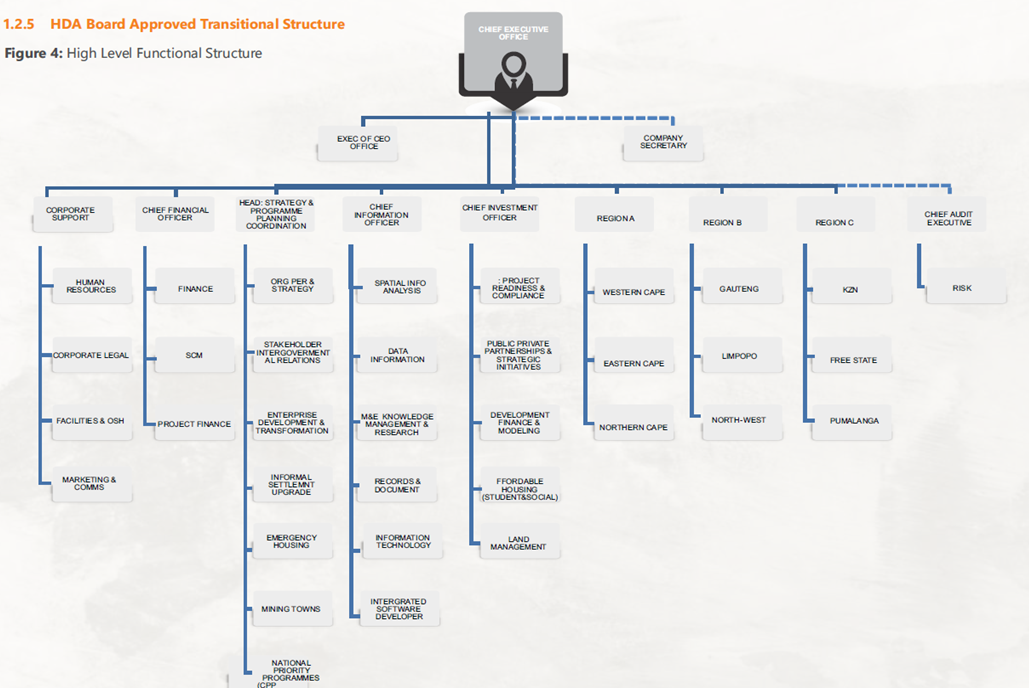 1.2.5 HDA Board Approved Transitional Structure
Figure 4: High Level Functional Structure
CHIEF EXECUTIVE
OFFICE
EXEC OF CEO
OFFICE
COMPANY
SECRETARY
CORPORATE
SUPPORT
CHIEF FINANCIAL
OFFICER
HEAD: STRATEGY &
PROGRAMME
PLANNING
COORDINATION
CHIEF
INFORMATION
OFFICER
CHIEF INVESTMENT
OFFICER
REGION A
REGION B
REGION C
CHIEF AUDIT
EXECUTIVE
HUMAN
RESOURCES
CORPORATE LEGAL
FACILITIES & OSH
MARKETING &
COMMS
FINANCE
SCM
PROJECT FINANCE
ORG PER &
STRATEGY
STAKEHOLDER
INTERGOVERMENT
AL RELATIONS
ENTERPRISE
DEVELOPMENT &
TRANSFORMATION
INFORMAL
SETTLEMNT
UPGRADE
EMERGENCY
HOUSING
MINING TOWNS
NATIONAL
PRIORITY
PROGRAMMES
(CPP
SPATIAL INFO
ANALYSIS
DATA
INFORMATION
M&E KNOWLEDGE
MANAGEMENT &
RESEARCH
RECORDS &
DOCUMENT
INFORMATION
TECHNOLOGY
INTERGRATED
SOFTWARE
DEVELOPER
: PROJECT
READINESS &
COMPLIANCE
PUBLIC PRIVATE
PARTNERSHIPS &
STRATEGIC
INITIATIVES
DEVELOPMENT
FINANCE &
MODELING
FFORDABLE
HOUSING
(STUDENT&SOCIAL)
LAND
MANAGEMENT
WESTERN CAPE
EASTERN CAPE
NORTHERN CAPE
GAUTENG
LIMPOPO
NORTH-WEST
KZN
FREE STATE
PUMALANGA
RISK